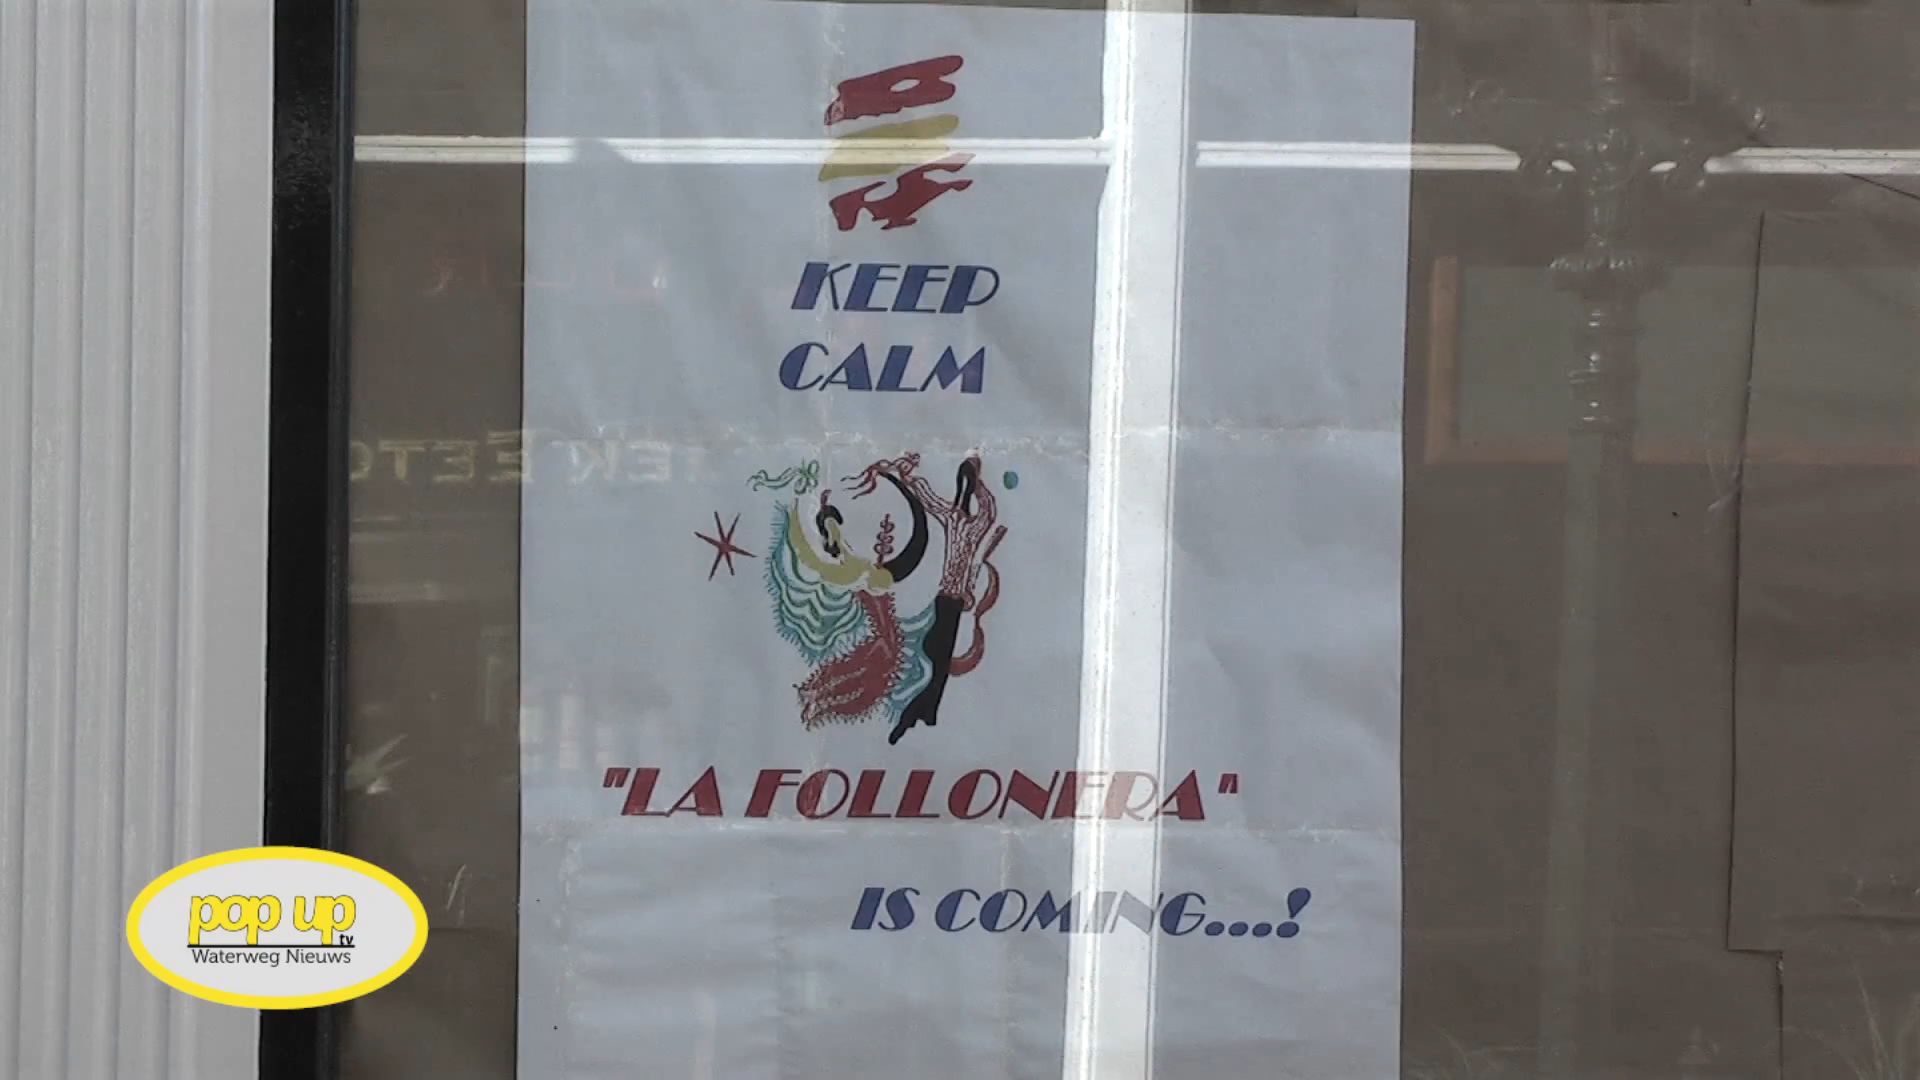 KEEP
CALM
"LA FOLLONERA"
IS COMING...!
pop up
tv
Waterweg Nieuws